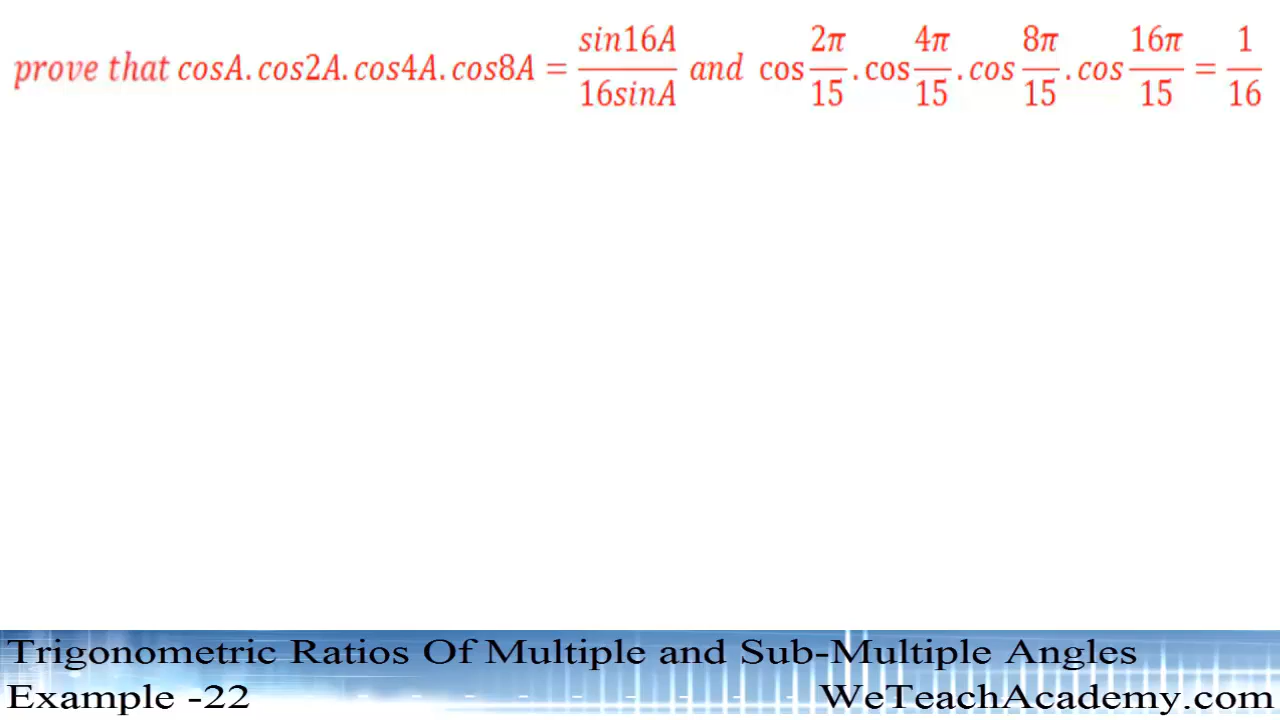 prove that cosA.cos2A.cos4A.cos8A = sin16A/16sinA and cos 2π/15 .cos 4π/15 .cos 8π/15 .cos 16π/15 = 1/16
Trigonometric Ratios Of Multiple and Sub-Multiple Angles
Example -22 WeTeachAcademy.com